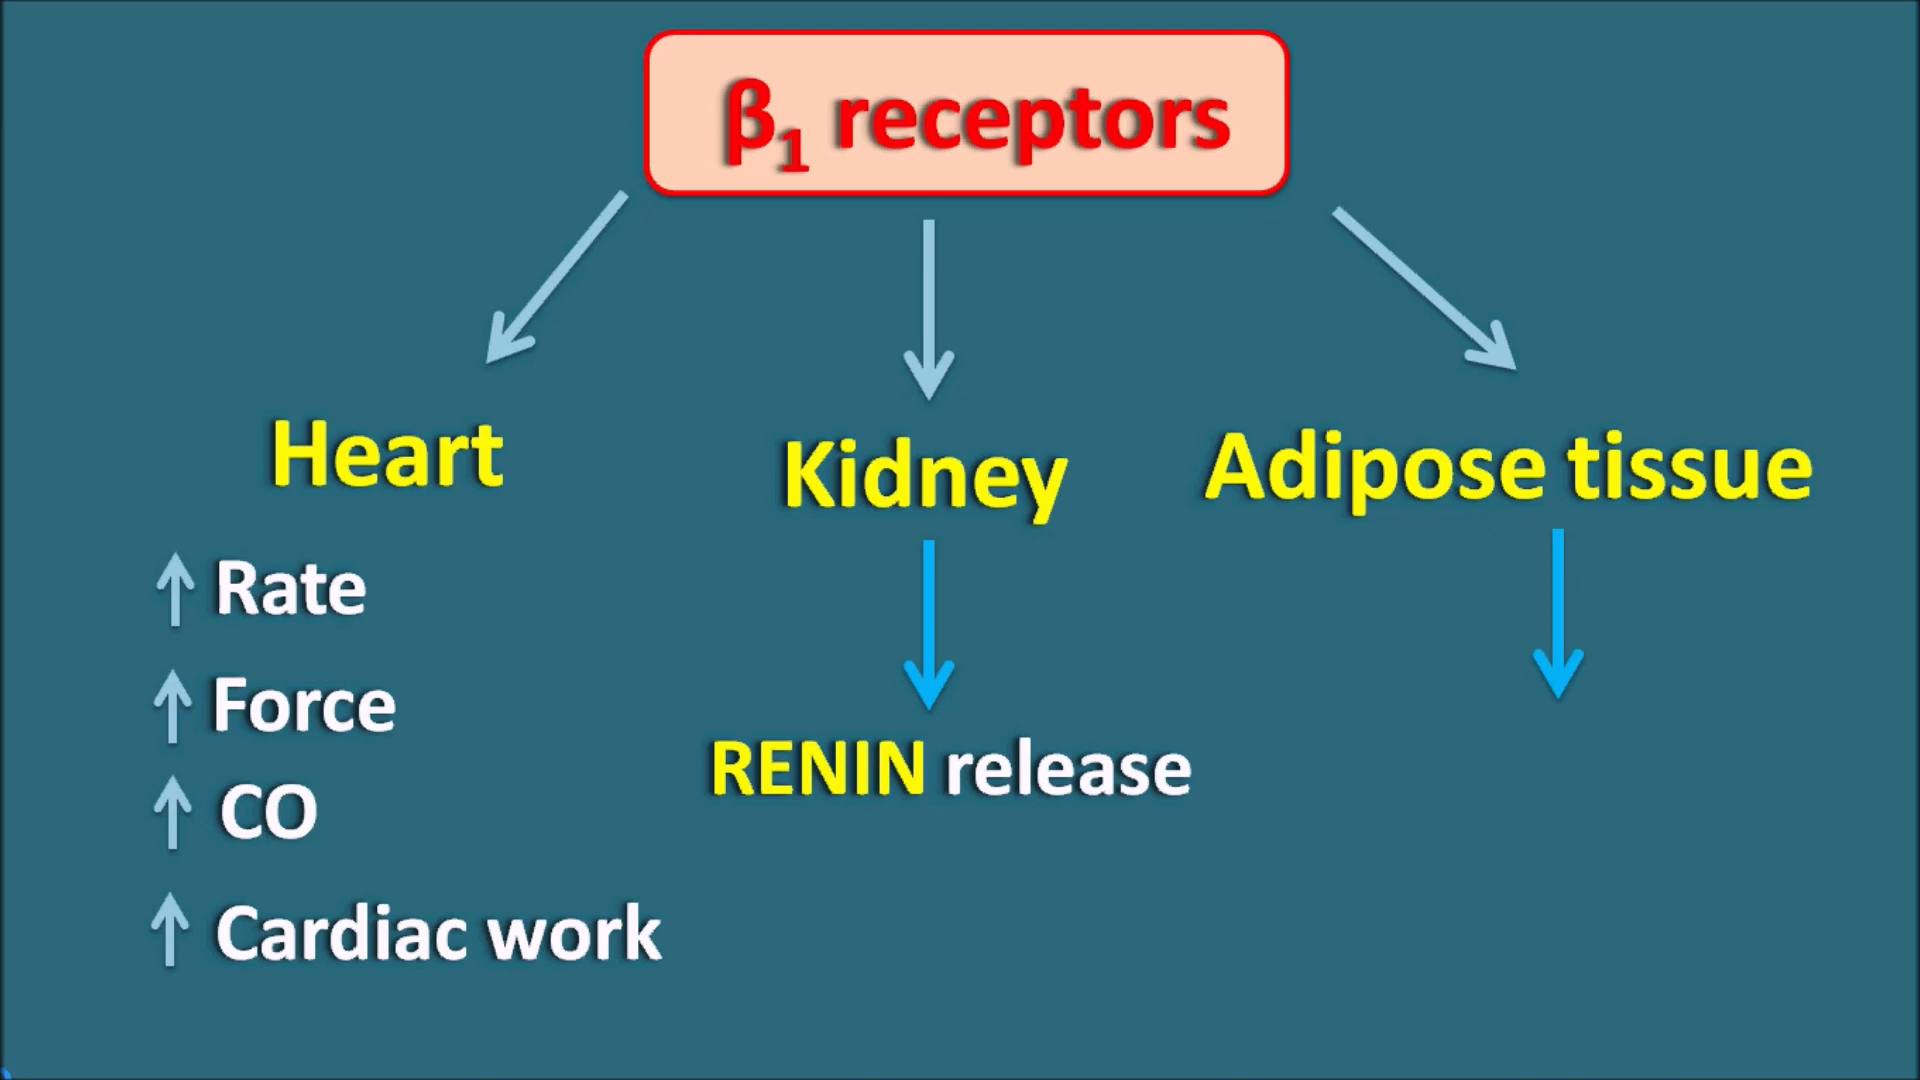 β₁ receptors
Heart
↑ Rate
↑ Force
↑ CO
↑ Cardiac work
Kidney
RENIN release
Adipose tissue